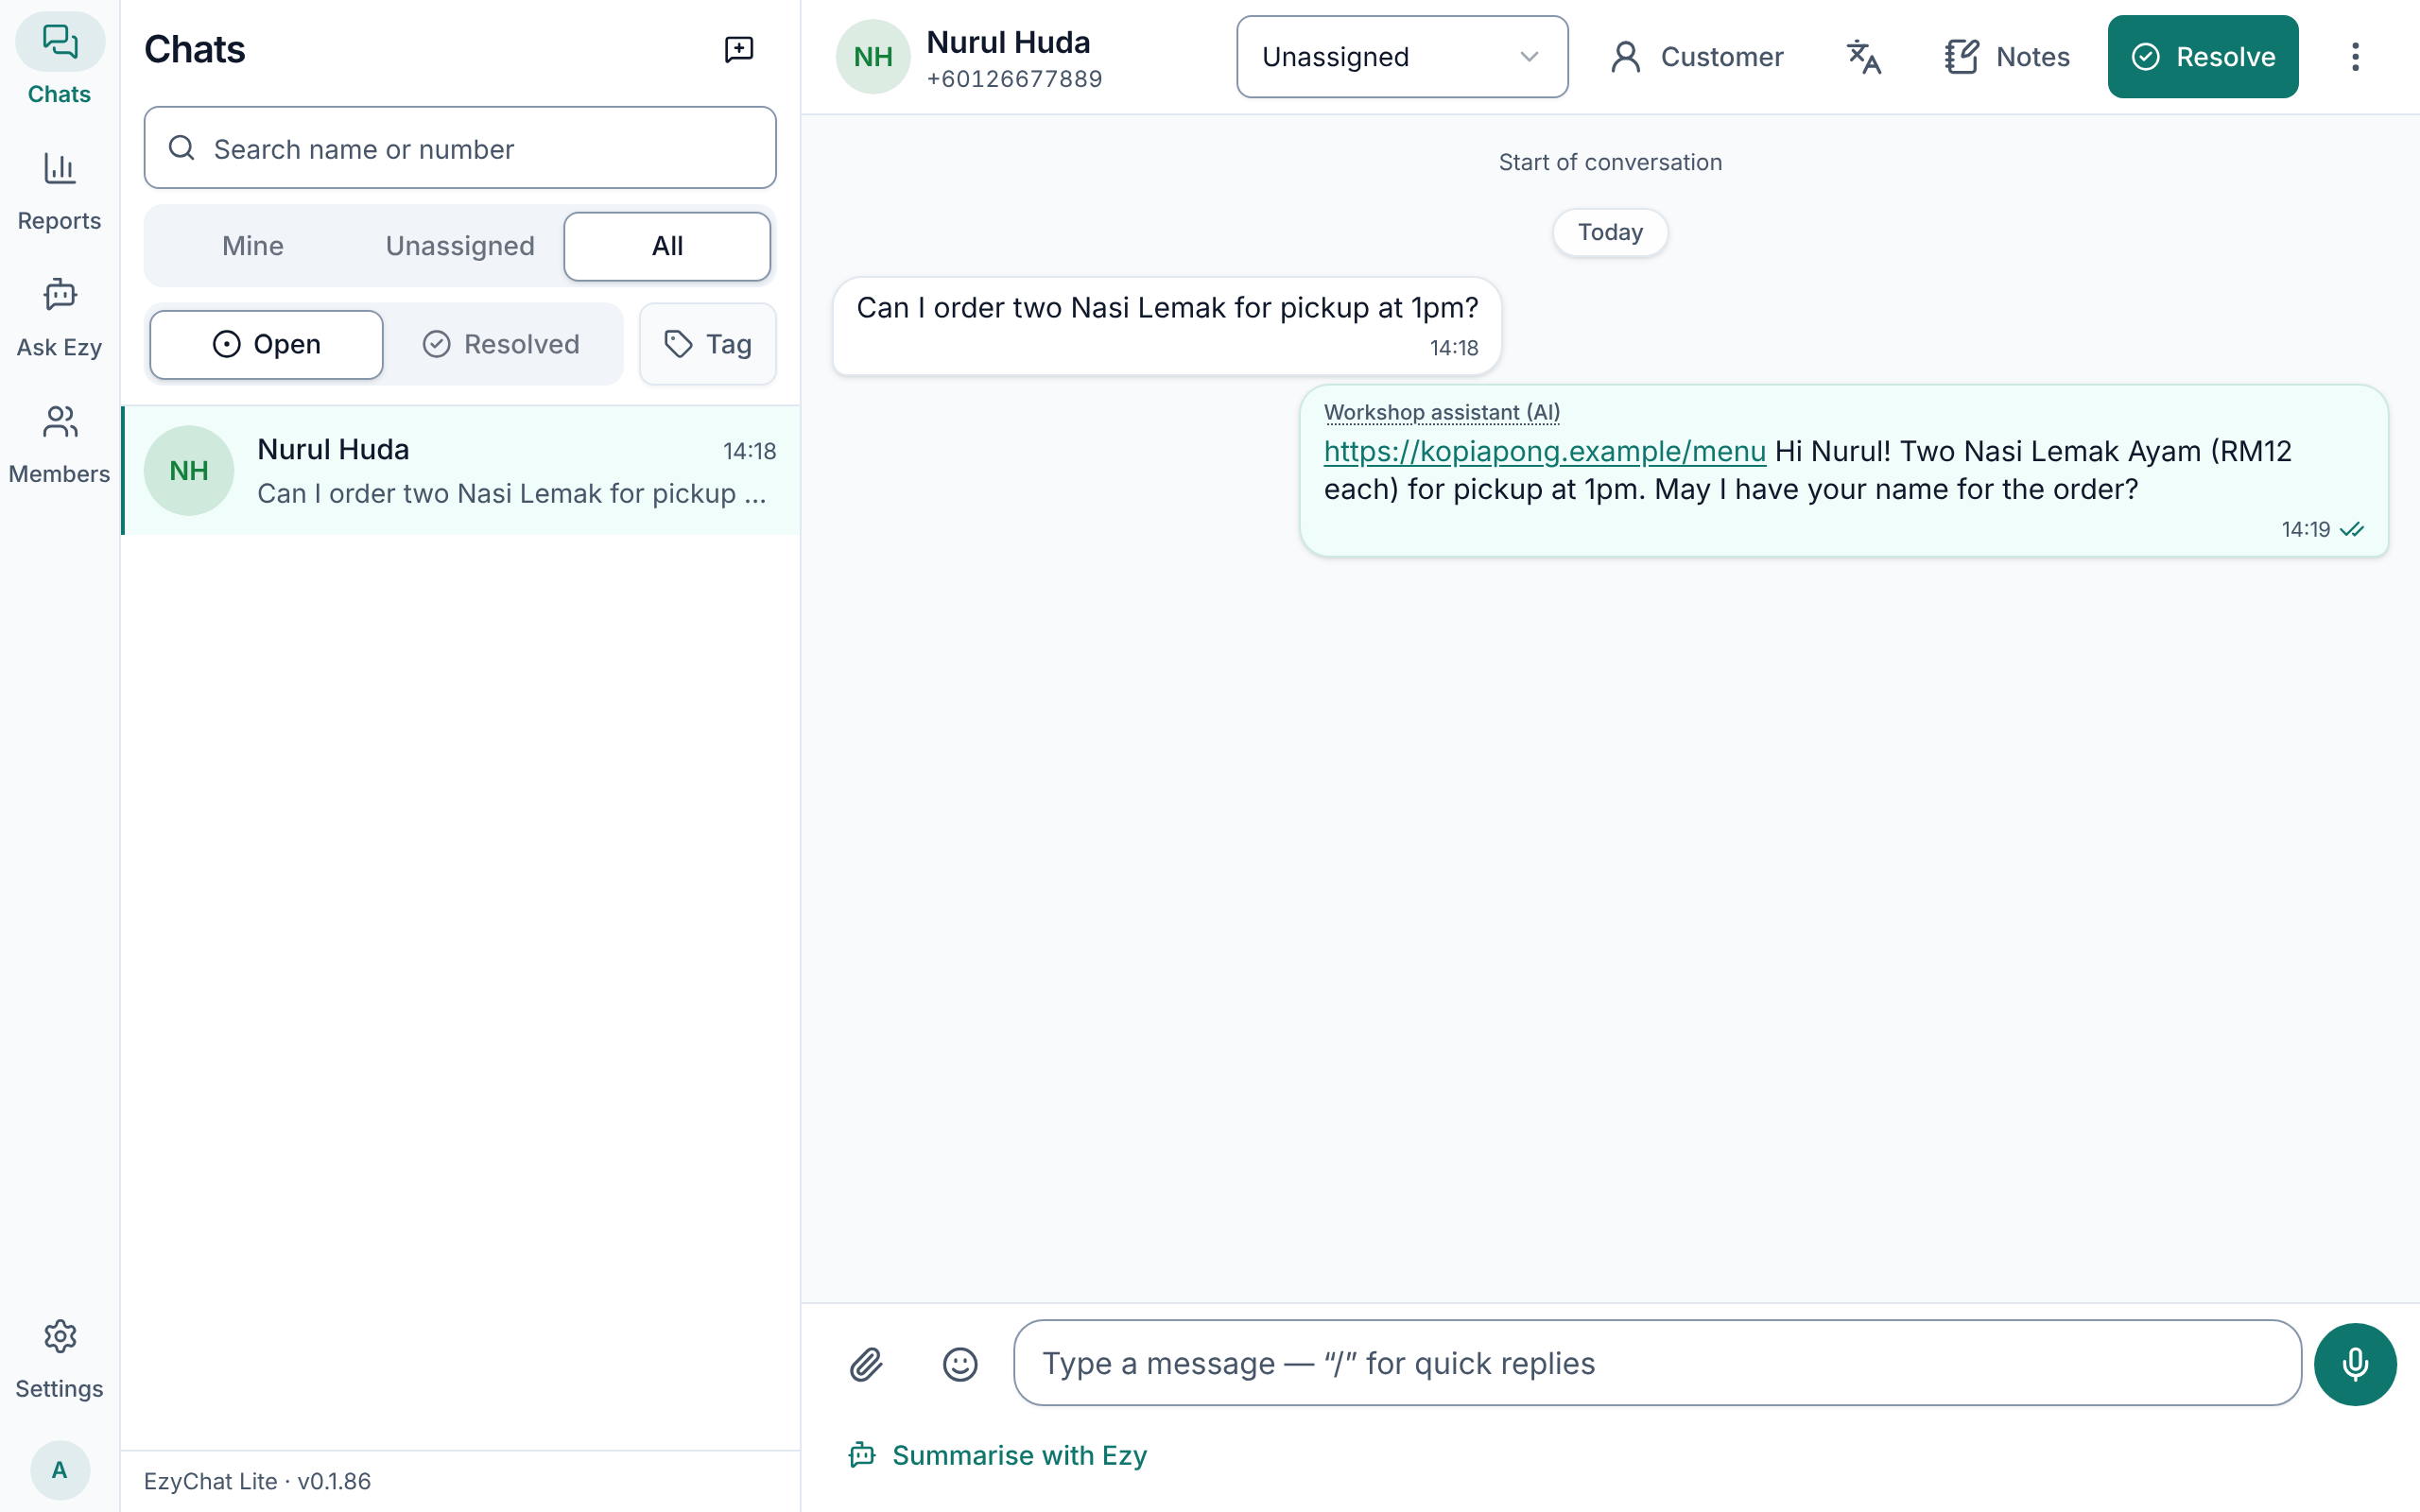 Chats
Reports
Ask Ezy
Members
Settings
A
Chats
Search name or number
Mine
Unassigned
All
Open
Resolved
Tag
NH
Nurul Huda
14:18
Can I order two Nasi Lemak for pickup ...
EzyChat Lite · v0.1.86
NH
Nurul Huda
+60126677889
Unassigned
Customer
Notes
Resolve
Start of conversation
Today
Can I order two Nasi Lemak for pickup at 1pm?
14:18
Workshop assistant (AI)
https://kopiapong.example/menu Hi Nurul! Two Nasi Lemak Ayam (RM12
each) for pickup at 1pm. May I have your name for the order?
14:19
Type a message — “/” for quick replies
Summarise with Ezy